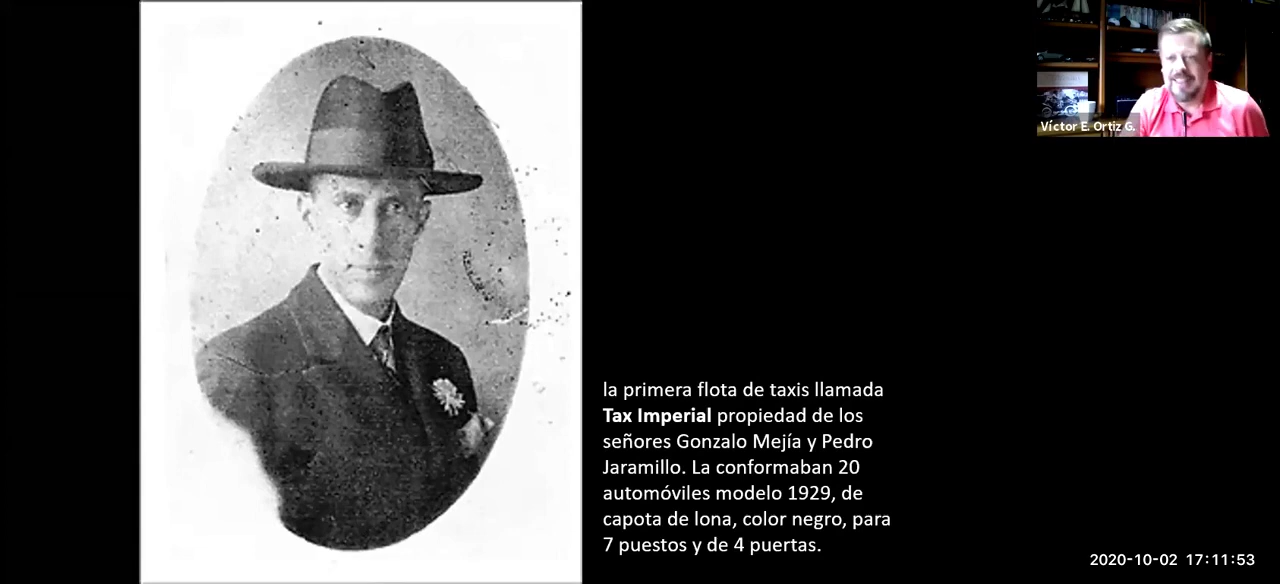 Víctor E. Ortiz G.
la primera flota de taxis llamada
Tax Imperial propiedad de los
señores Gonzalo Mejía y Pedro
Jaramillo. La conformaban 20
automóviles modelo 1929, de
capota de lona, color negro, para
7 puestos y de 4 puertas.
2020-10-02 17:11:53